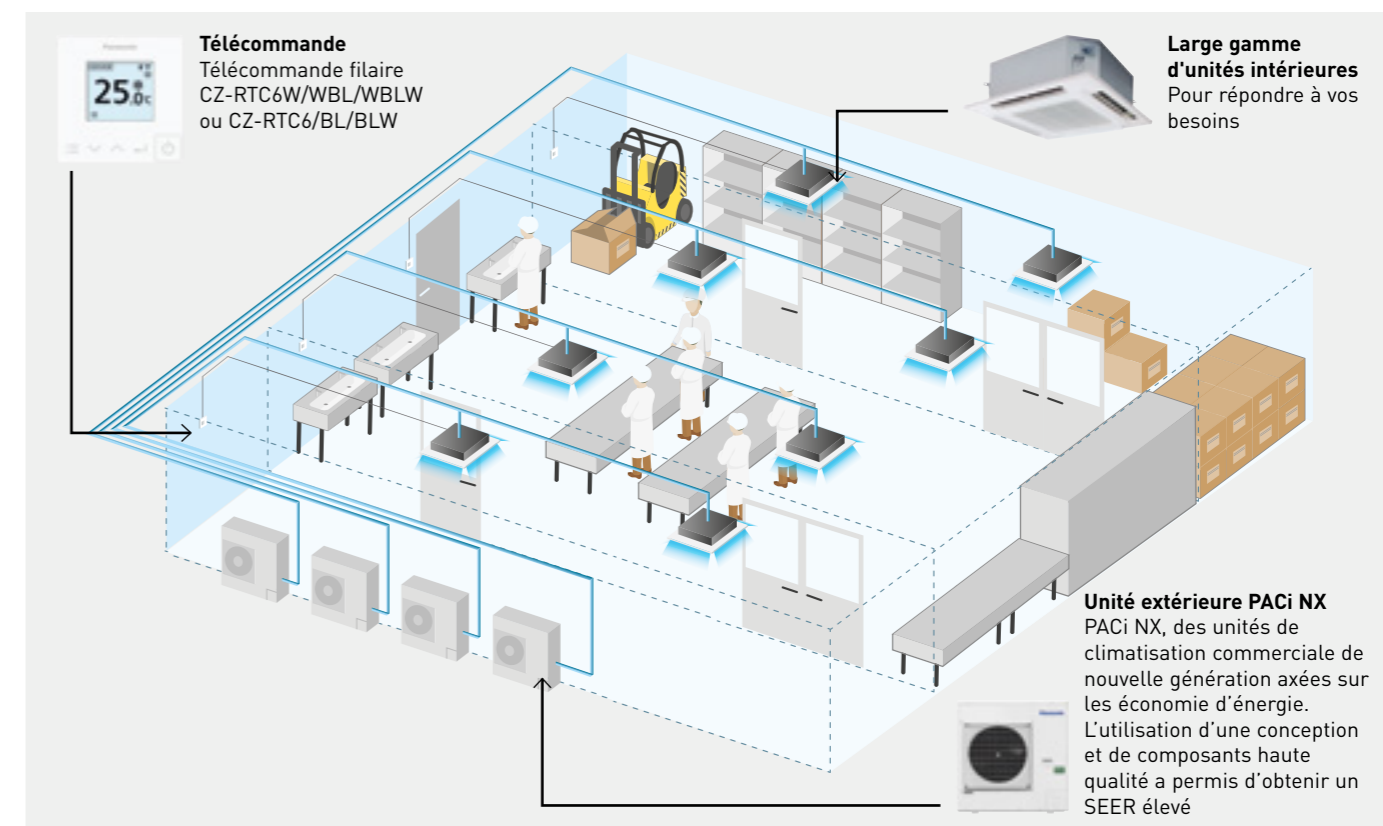 Panasonic
25.0c
Télécommande
Télécommande filaire
CZ-RTC6W/WBL/WBLW
ou CZ-RTC6/BL/BLW
Large gamme
d'unités intérieures
Pour répondre à vos
besoins
Unité extérieure PACi NX
PACi NX, des unités de
climatisation commerciale de
nouvelle génération axées sur
les économie d’énergie.
L’utilisation d’une conception
et de composants haute
qualité a permis d’obtenir un
SEER élevé
Panasonic